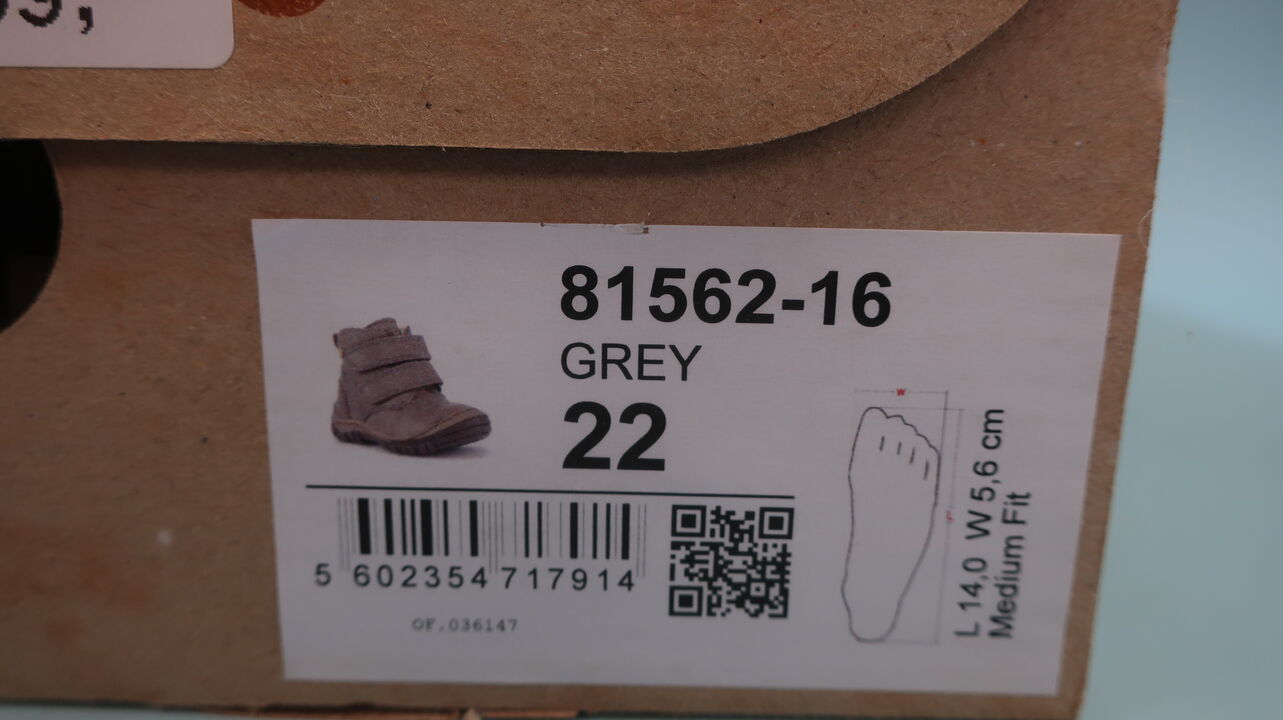 81562-16
GREY
22
5 602354 717914
OF.036147
W
L 14,0 W 5,6 cm
Medium Fit